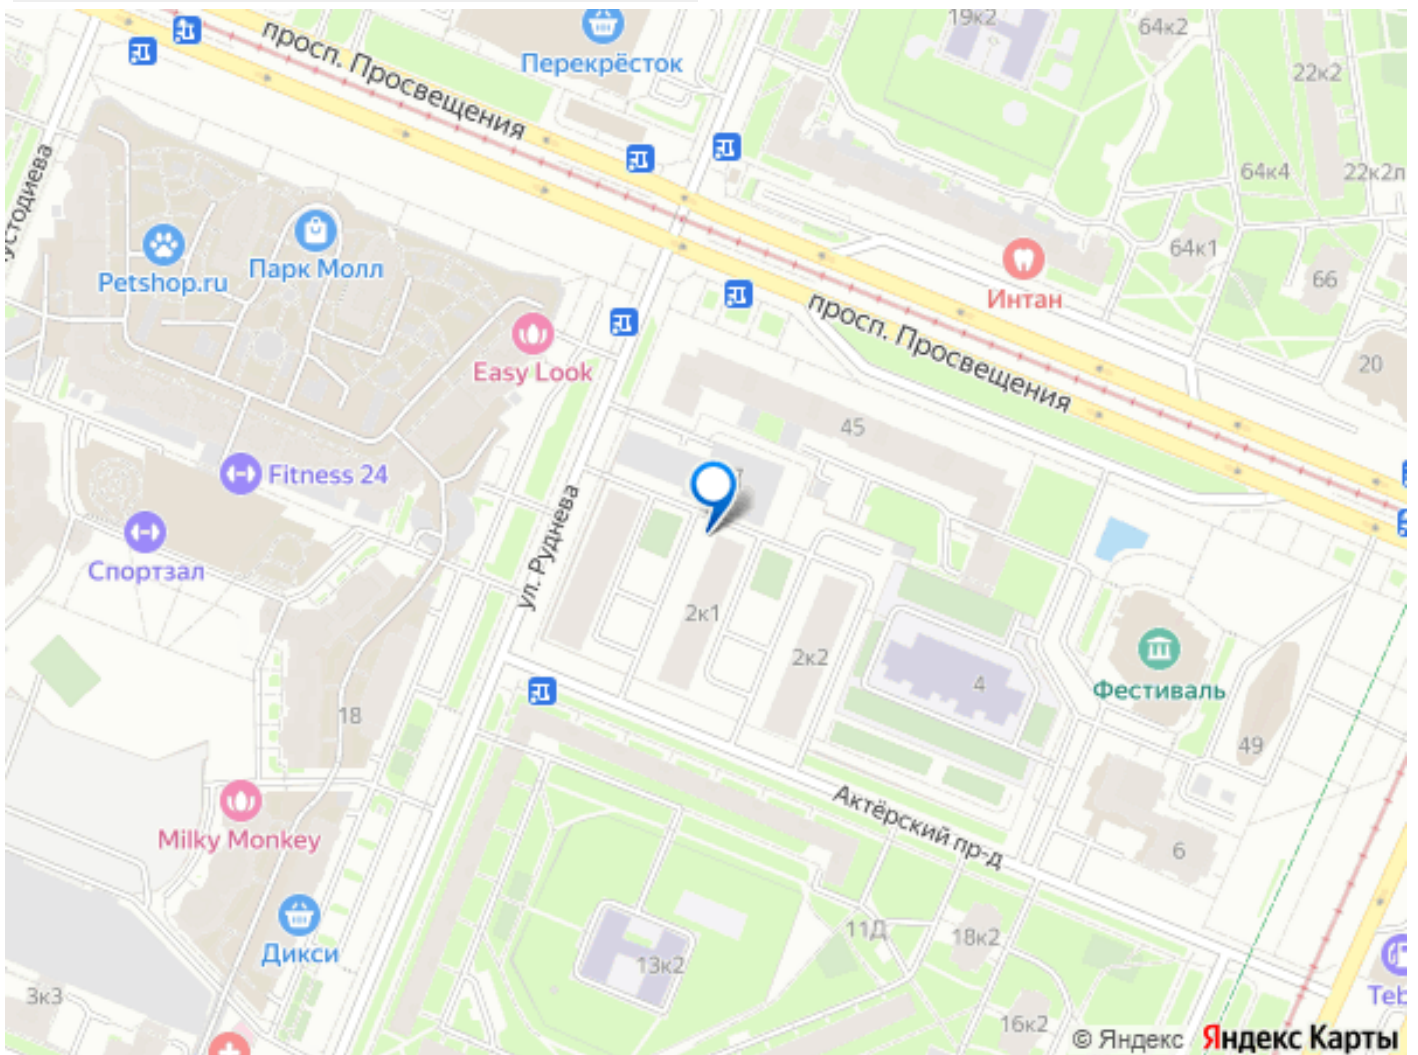 19к2
64к2
просп. Просвещения
Перекрёсток
22к2
64к4
22к2л
Petshop.ru
Парк Молл
64к1
66
Интан
просп. Просвещения
Easy Look
20
45
Fitness 24
ул. Руднева
Спортзал
2к1
2к2
4
Фестиваль
18
49
Milky Monkey
Актёрский пр-д
6
11Д
18к2
Дикси
13к2
3к3
16к2
© Яндекс Яндекс Карты